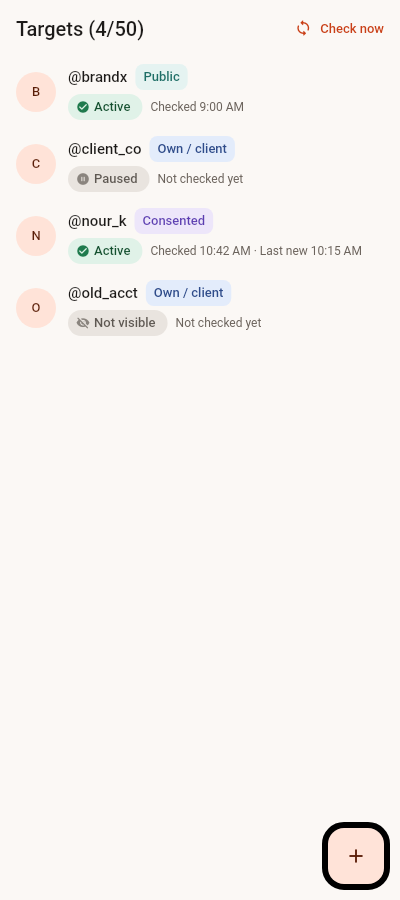 Targets (4/50)
Check now
B
@brandx
Public
Active
Checked 9:00 AM
C
@client_co
Own / client
Paused
Not checked yet
N
@nour_k
Consented
Active
Checked 10:42 AM · Last new 10:15 AM
O
@old_acct
Own / client
Not visible
Not checked yet
+